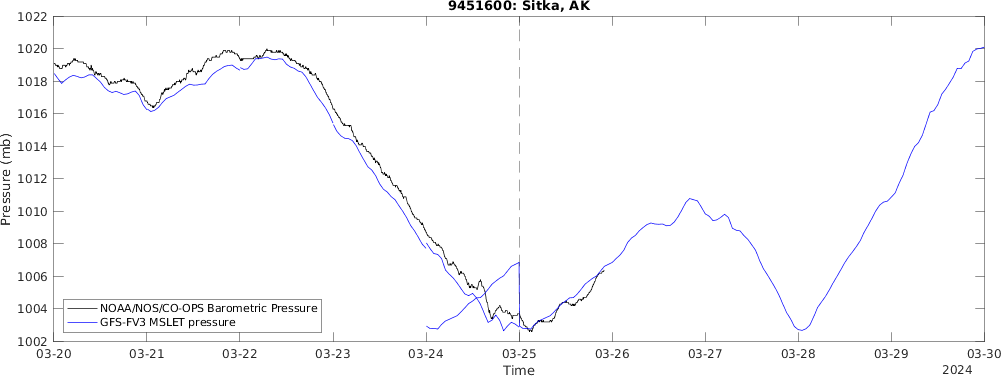 9451600: Sitka, AK
1022
1020
1018
1016
1014
1012
1010
1008
1006
1004
1002
Pressure (mb)
NOAA/NOS/CO-OPS Barometric Pressure
GFS-FV3 MSLET pressure
03-20 03-21 03-22 03-23 03-24 03-25 03-26 03-27 03-28 03-29 03-30
Time
2024